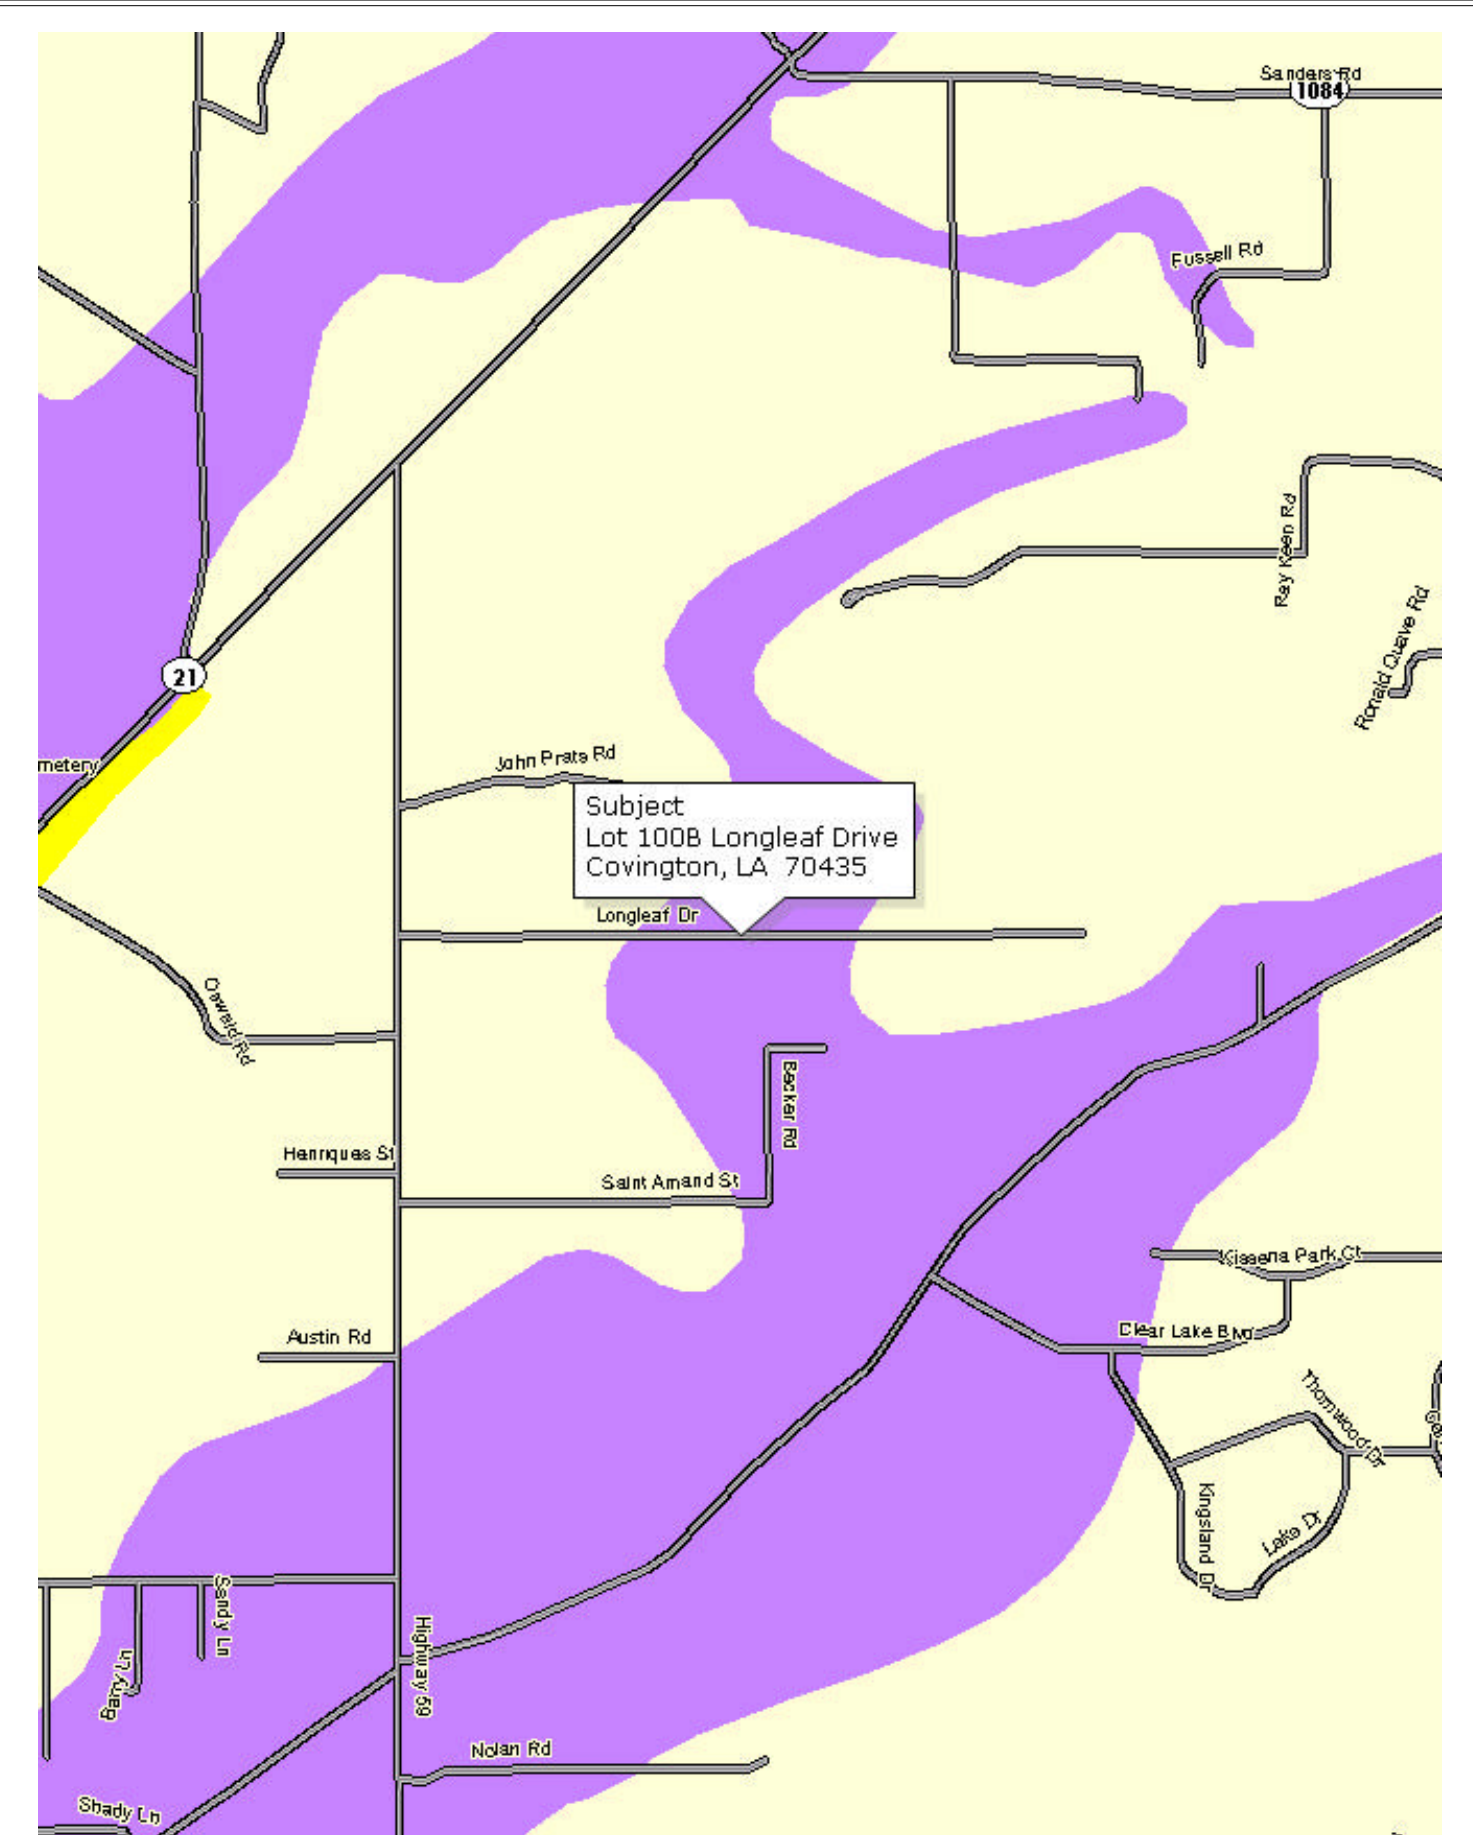 Sanders Rd
1084
Fussell Rd
Ray Keen Rd
Ronald Quave Rd
21
metery
John Prats Rd
Subject
Lot 100B Longleaf Drive
Covington, LA 70435
Longleaf Dr
Oswald Rd
Backer Rd
Henriques St
Saint Amand St
Kissena Park Ct
Austin Rd
Clear Lake Blvd
Thornwood Dr
Kingsland Dr
Lake Dr
Sandy Ln
Highway 59
Barry Ln
Nolan Rd
Shady Ln